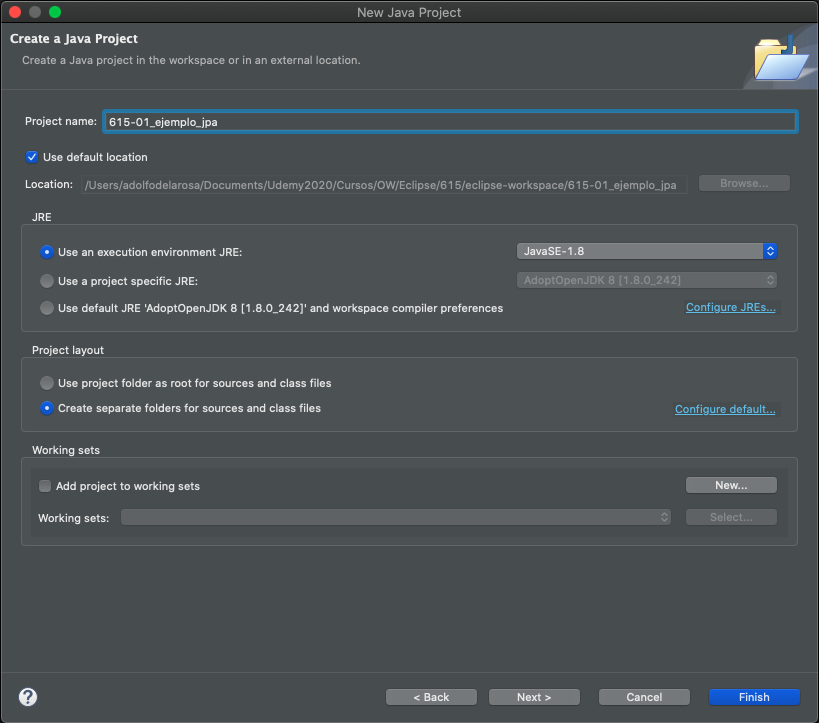 New Java Project
Create a Java Project
Create a Java project in the workspace or in an external location.
Project name: 615-01_ejemplo_jpa
Use default location
Location: /Users/adolfodelarosa/Documents/Udemy2020/Cursos/OW/Eclipse/615/eclipse-workspace/615-01_ejemplo_jpa Browse...
JRE
Use an execution environment JRE: JavaSE-1.8
Use a project specific JRE: AdoptOpenJDK 8 [1.8.0_242]
Use default JRE 'AdoptOpenJDK 8 [1.8.0_242]' and workspace compiler preferences Configure JREs...
Project layout
Use project folder as root for sources and class files
Create separate folders for sources and class files Configure default...
Working sets
Add project to working sets New...
Working sets: Select...
? < Back Next > Cancel Finish